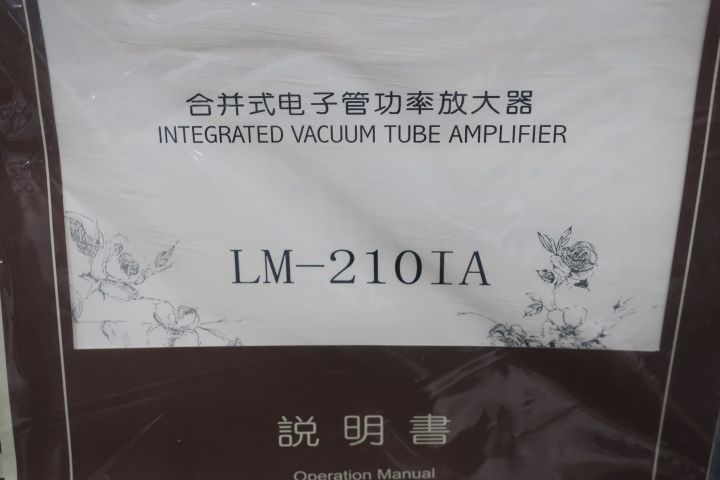 合并式电子管功率放大器
INTEGRATED VACUUM TUBE AMPLIFIER
LM-210IA
説明書
Operation Manual